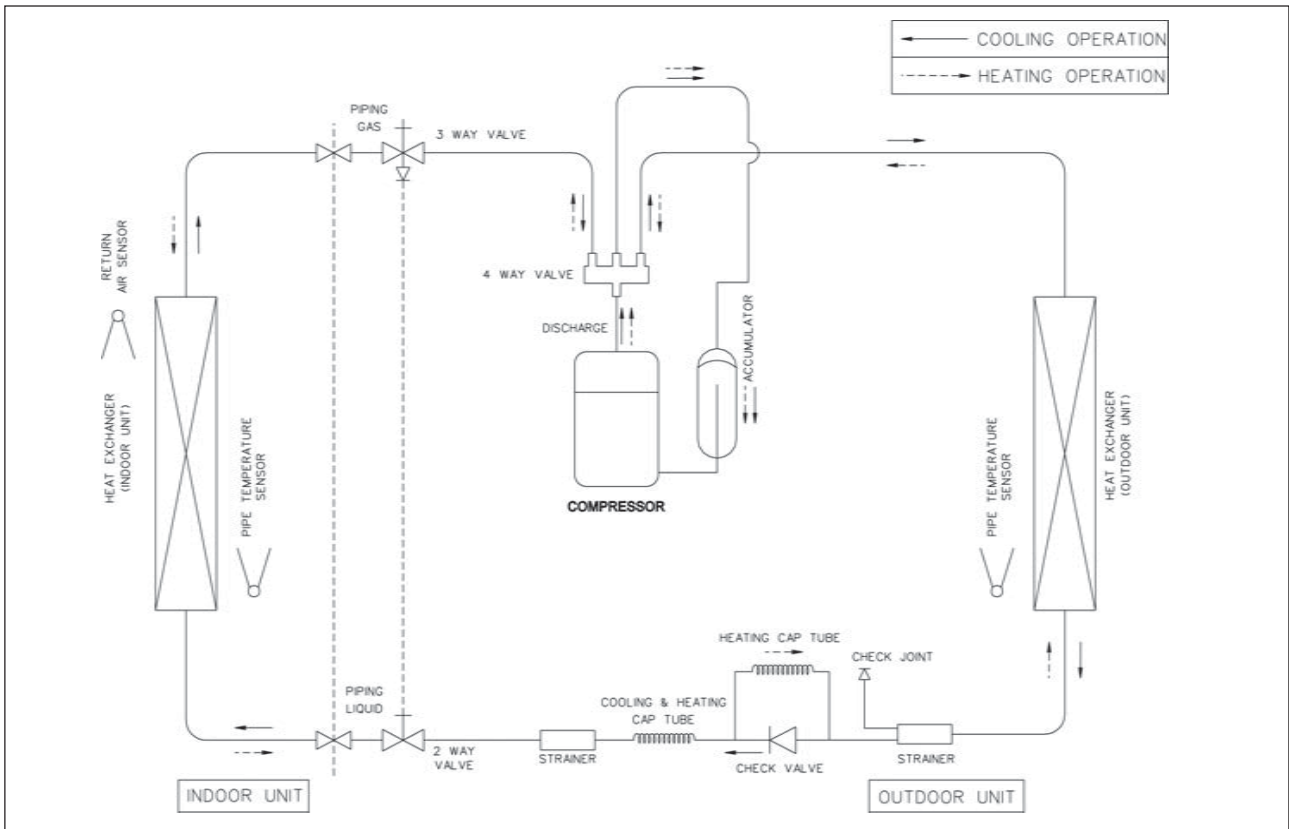 COOLING OPERATION
HEATING OPERATION
PIPING
GAS
3 WAY VALVE
RETURN
AIR SENSOR
4 WAY VALVE
DISCHARGE
ACCUMULATOR
HEAT EXCHANGER
(INDOOR UNIT)
PIPE TEMPERATURE
SENSOR
COMPRESSOR
PIPE TEMPERATURE
SENSOR
HEAT EXCHANGER
(OUTDOOR UNIT)
HEATING CAP TUBE
CHECK JOINT
PIPING
LIQUID
COOLING & HEATING
CAP TUBE
2 WAY
VALVE
STRAINER
CHECK VALVE
STRAINER
INDOOR UNIT
OUTDOOR UNIT